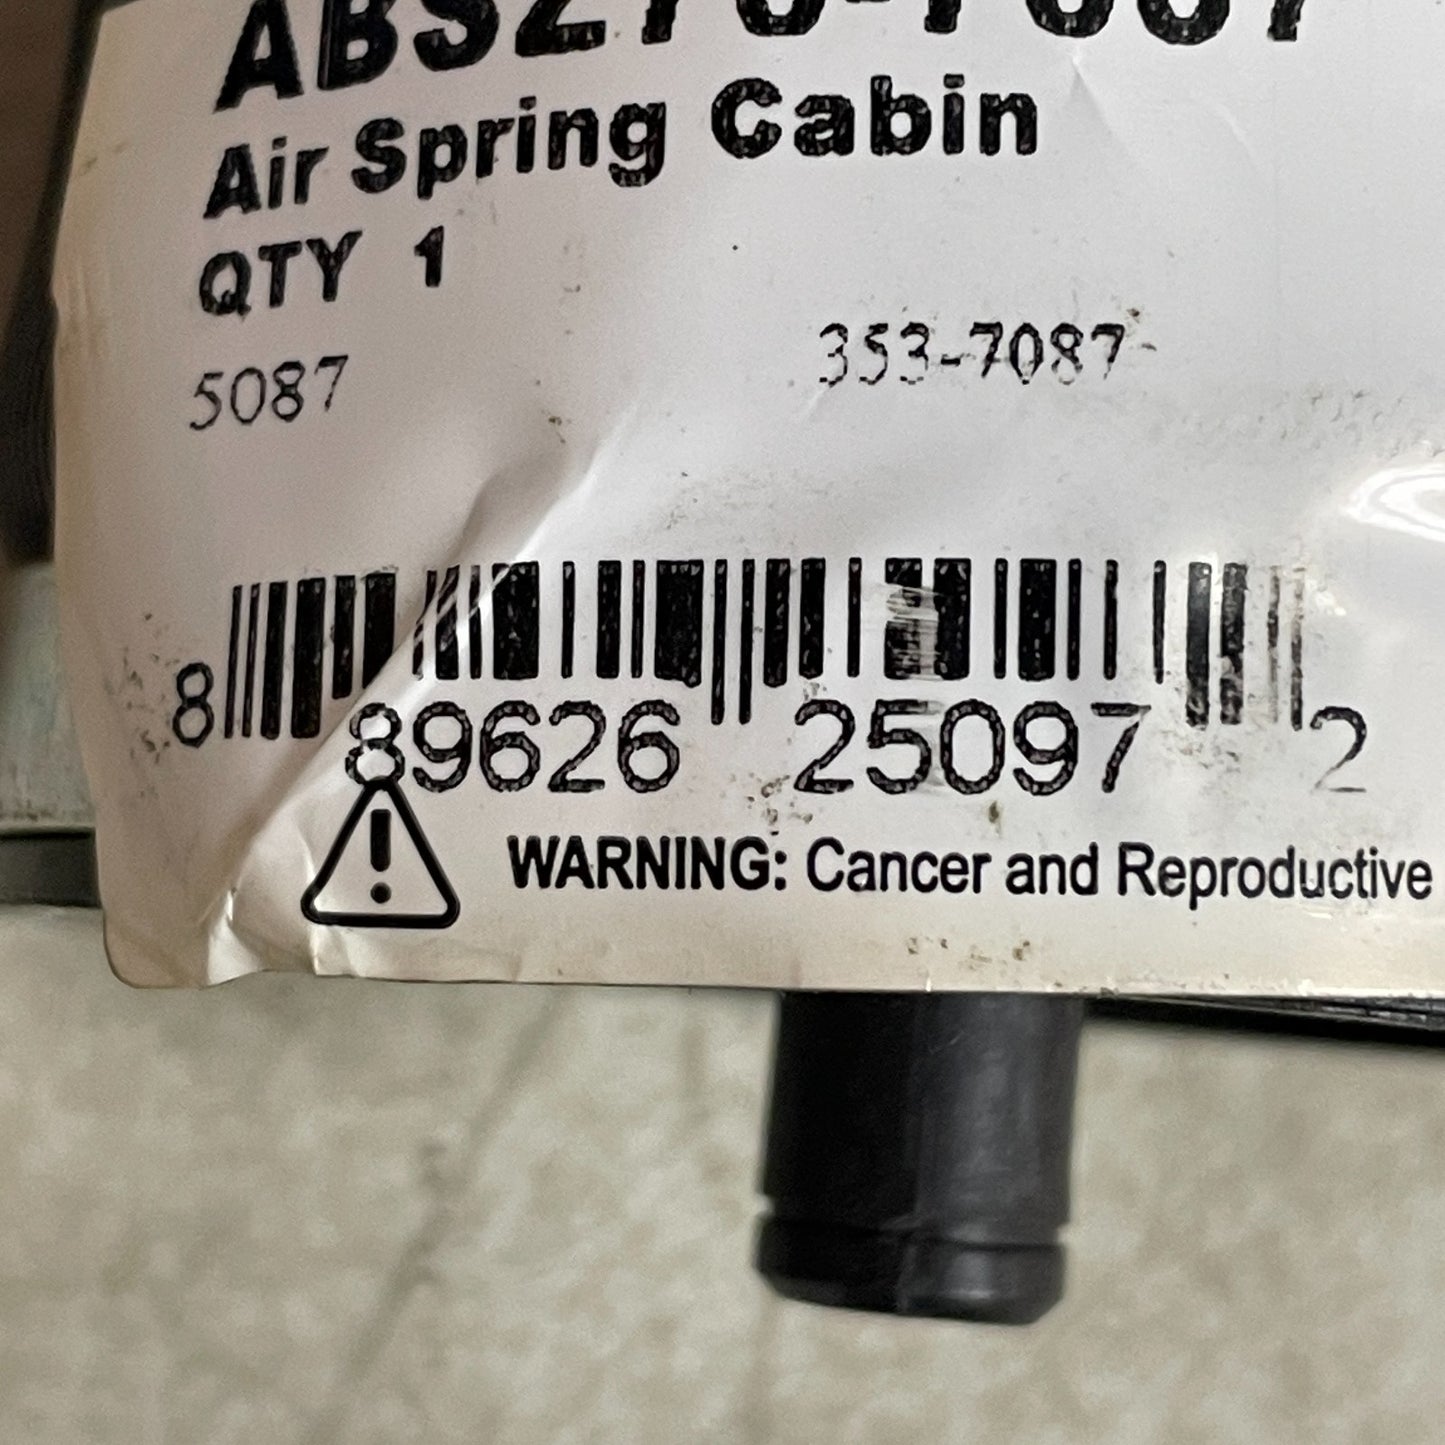 Air Spring Cabin
QTY 1
5087 353-7087
8 89626 25097 2
WARNING: Cancer and Reproductive